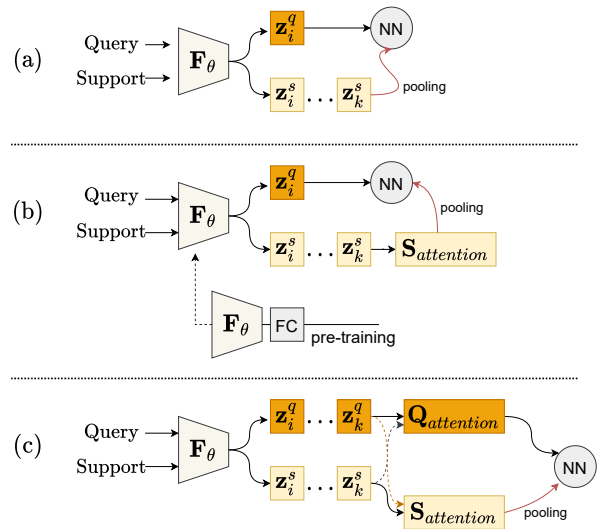 (a)
Query
Support
F_θ
z_i^q
NN
z_i^s ... z_k^s
pooling
(b)
Query
Support
F_θ
z_i^q
NN
pooling
z_i^s ... z_k^s
S_attention
F_θ
FC
pre-training
(c)
Query
Support
F_θ
z_i^q ... z_k^q
Q_attention
NN
z_i^s ... z_k^s
S_attention
pooling